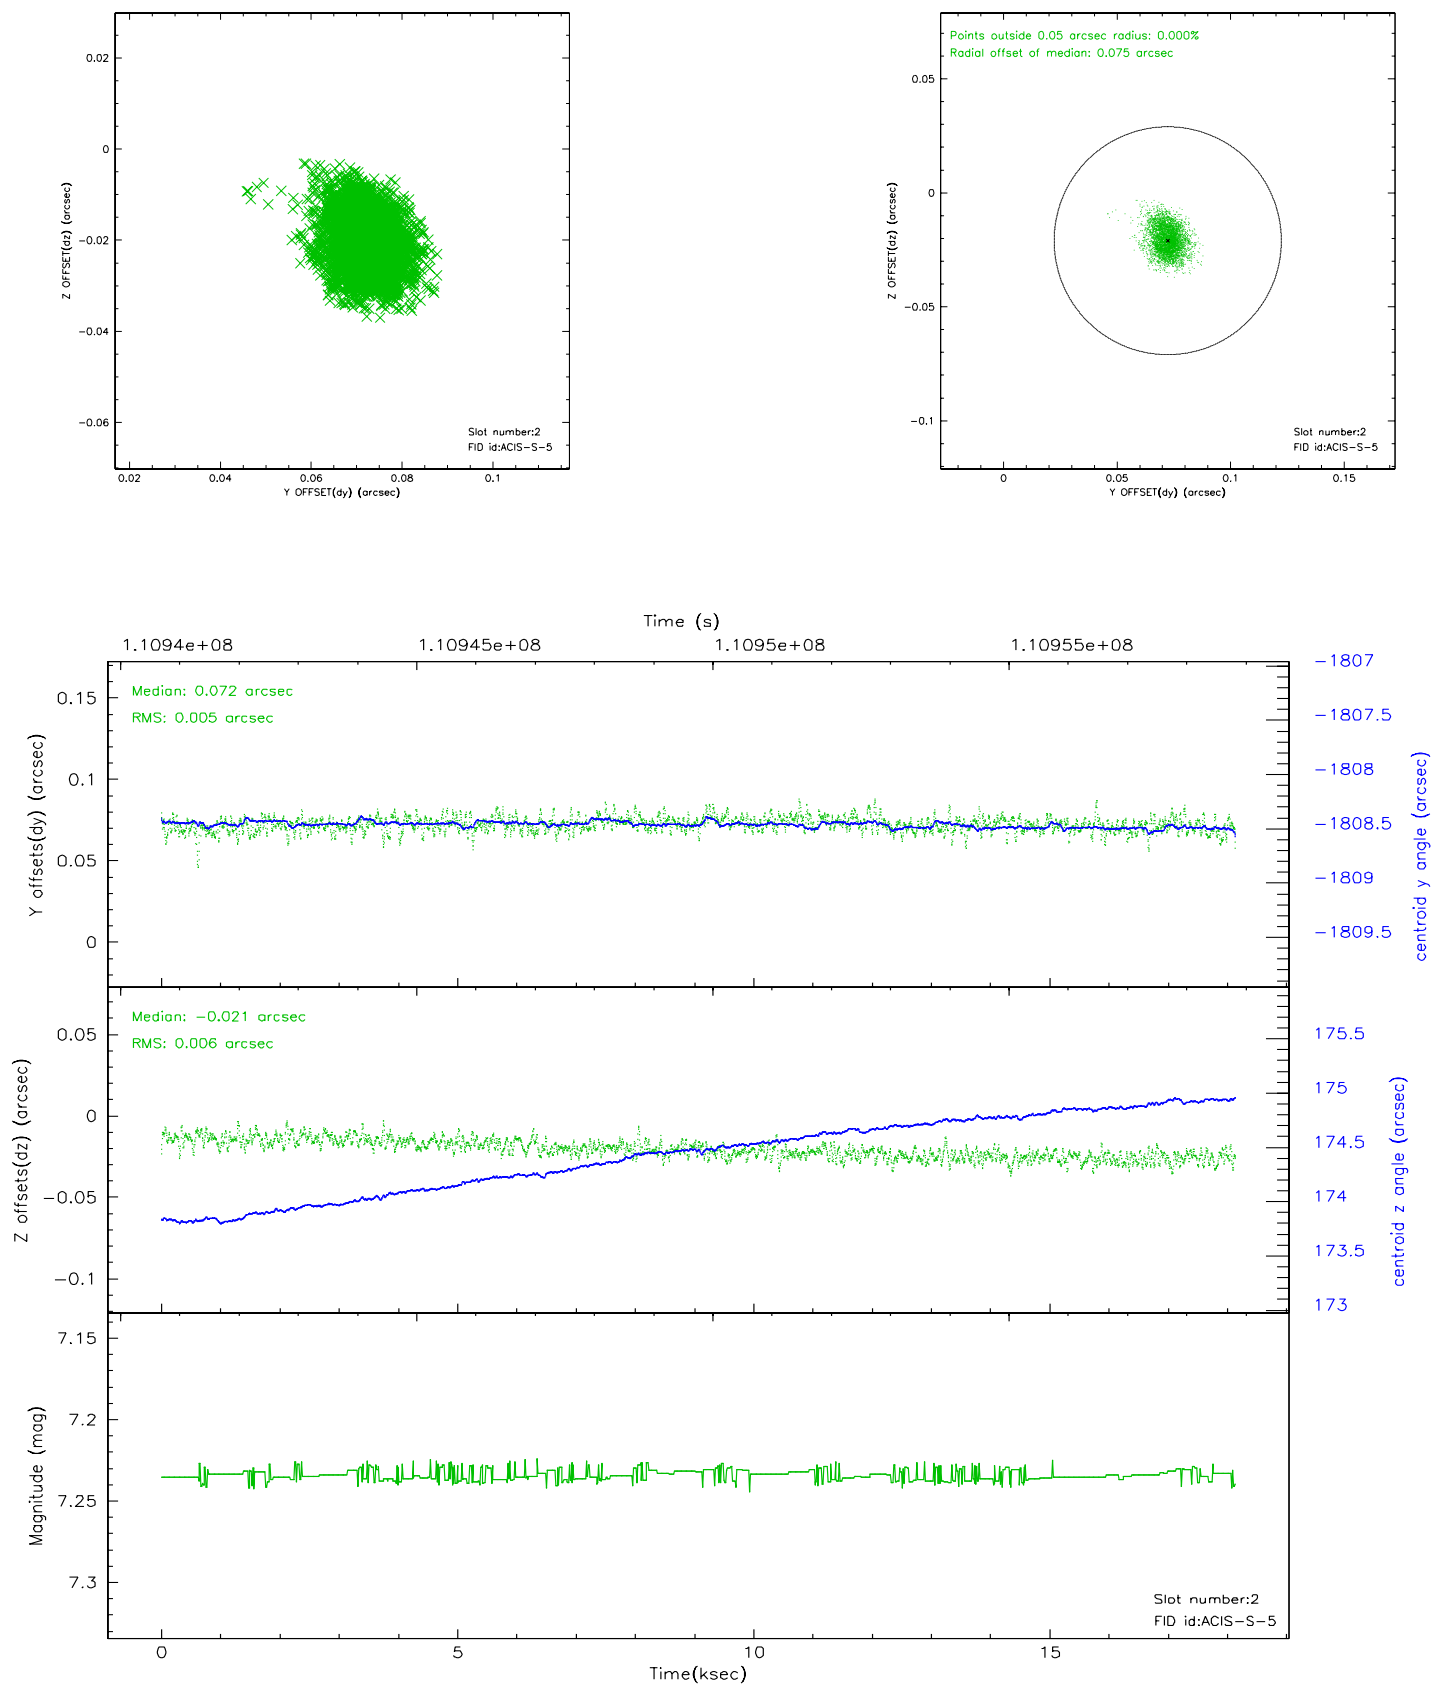 0.02
0
-0.02
-0.04
-0.06
Z OFFSET(dz) (arcsec)
Slot number:2
FID id:ACIS-S-5
0.02 0.04 0.06 0.08 0.1
Y OFFSET(dy) (arcsec)
Points outside 0.05 arcsec radius: 0.000%
Radial offset of median: 0.075 arcsec
0.05
0
-0.05
-0.1
Z OFFSET(dz) (arcsec)
Slot number:2
FID id:ACIS-S-5
0 0.05 0.1 0.15
Y OFFSET(dy) (arcsec)
Time (s)
1.1094e+08 1.10945e+08 1.1095e+08 1.10955e+08
Median: 0.072 arcsec
RMS: 0.005 arcsec
0.15
0.1
0.05
0
Y offsets(dy) (arcsec)
-1807
-1807.5
-1808
-1808.5
-1809
-1809.5
centroid y angle (arcsec)
Median: -0.021 arcsec
RMS: 0.006 arcsec
0.05
0
-0.05
-0.1
Z offsets(dz) (arcsec)
175.5
175
174.5
174
173.5
173
centroid z angle (arcsec)
7.15
7.2
7.25
7.3
Magnitude (mag)
Slot number:2
FID id:ACIS-S-5
0 5 10 15
Time(ksec)